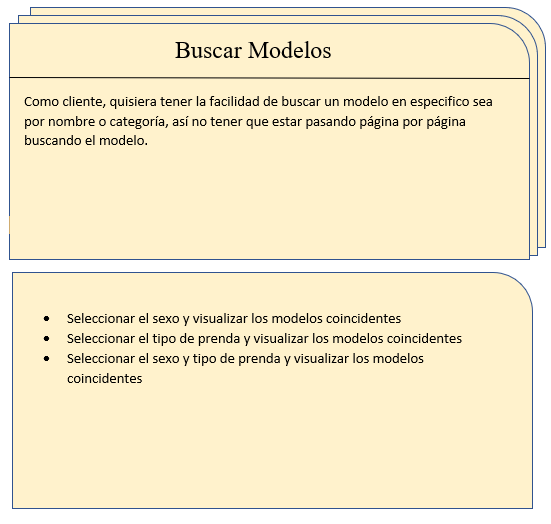 Buscar Modelos
Como cliente, quisiera tener la facilidad de buscar un modelo en especifico sea
por nombre o categoría, así no tener que estar pasando página por página
buscando el modelo.
• Seleccionar el sexo y visualizar los modelos coincidentes
• Seleccionar el tipo de prenda y visualizar los modelos coincidentes
• Seleccionar el sexo y tipo de prenda y visualizar los modelos
coincidentes